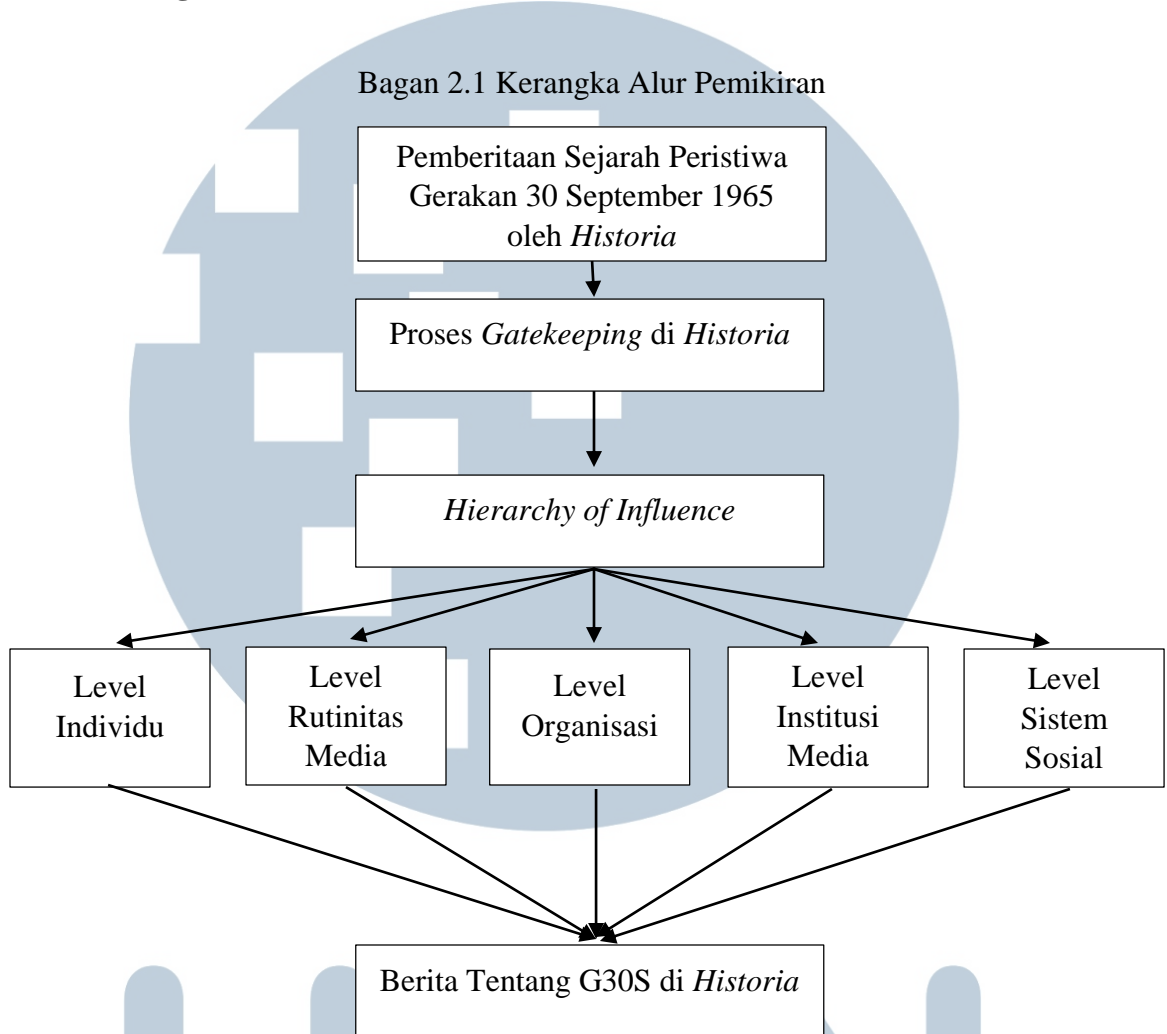 Bagan 2.1 Kerangka Alur Pemikiran
Pemberitaan Sejarah Peristiwa
Gerakan 30 September 1965
oleh Historia
Proses Gatekeeping di Historia
Hierarchy of Influence
Level
Individu
Level
Rutinitas
Media
Level
Organisasi
Level
Institusi
Media
Level
Sistem
Sosial
Berita Tentang G30S di Historia